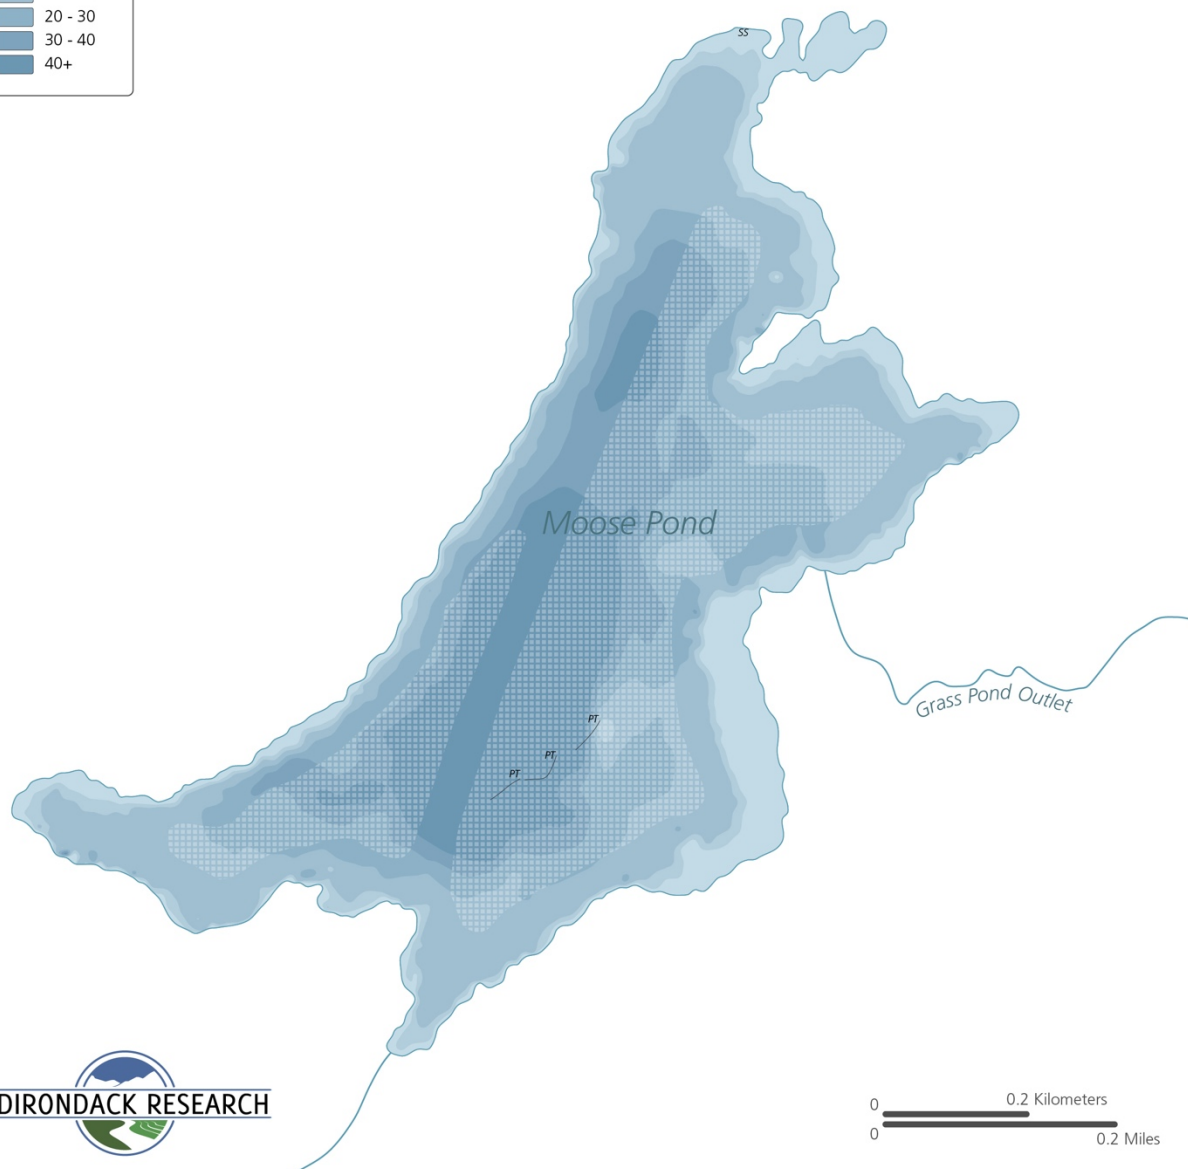 20 - 30
30 - 40
40+
SS
Moose Pond
Grass Pond Outlet
PT
PT
PT
DIRONDACK RESEARCH
0 0.2 Kilometers
0 0.2 Miles